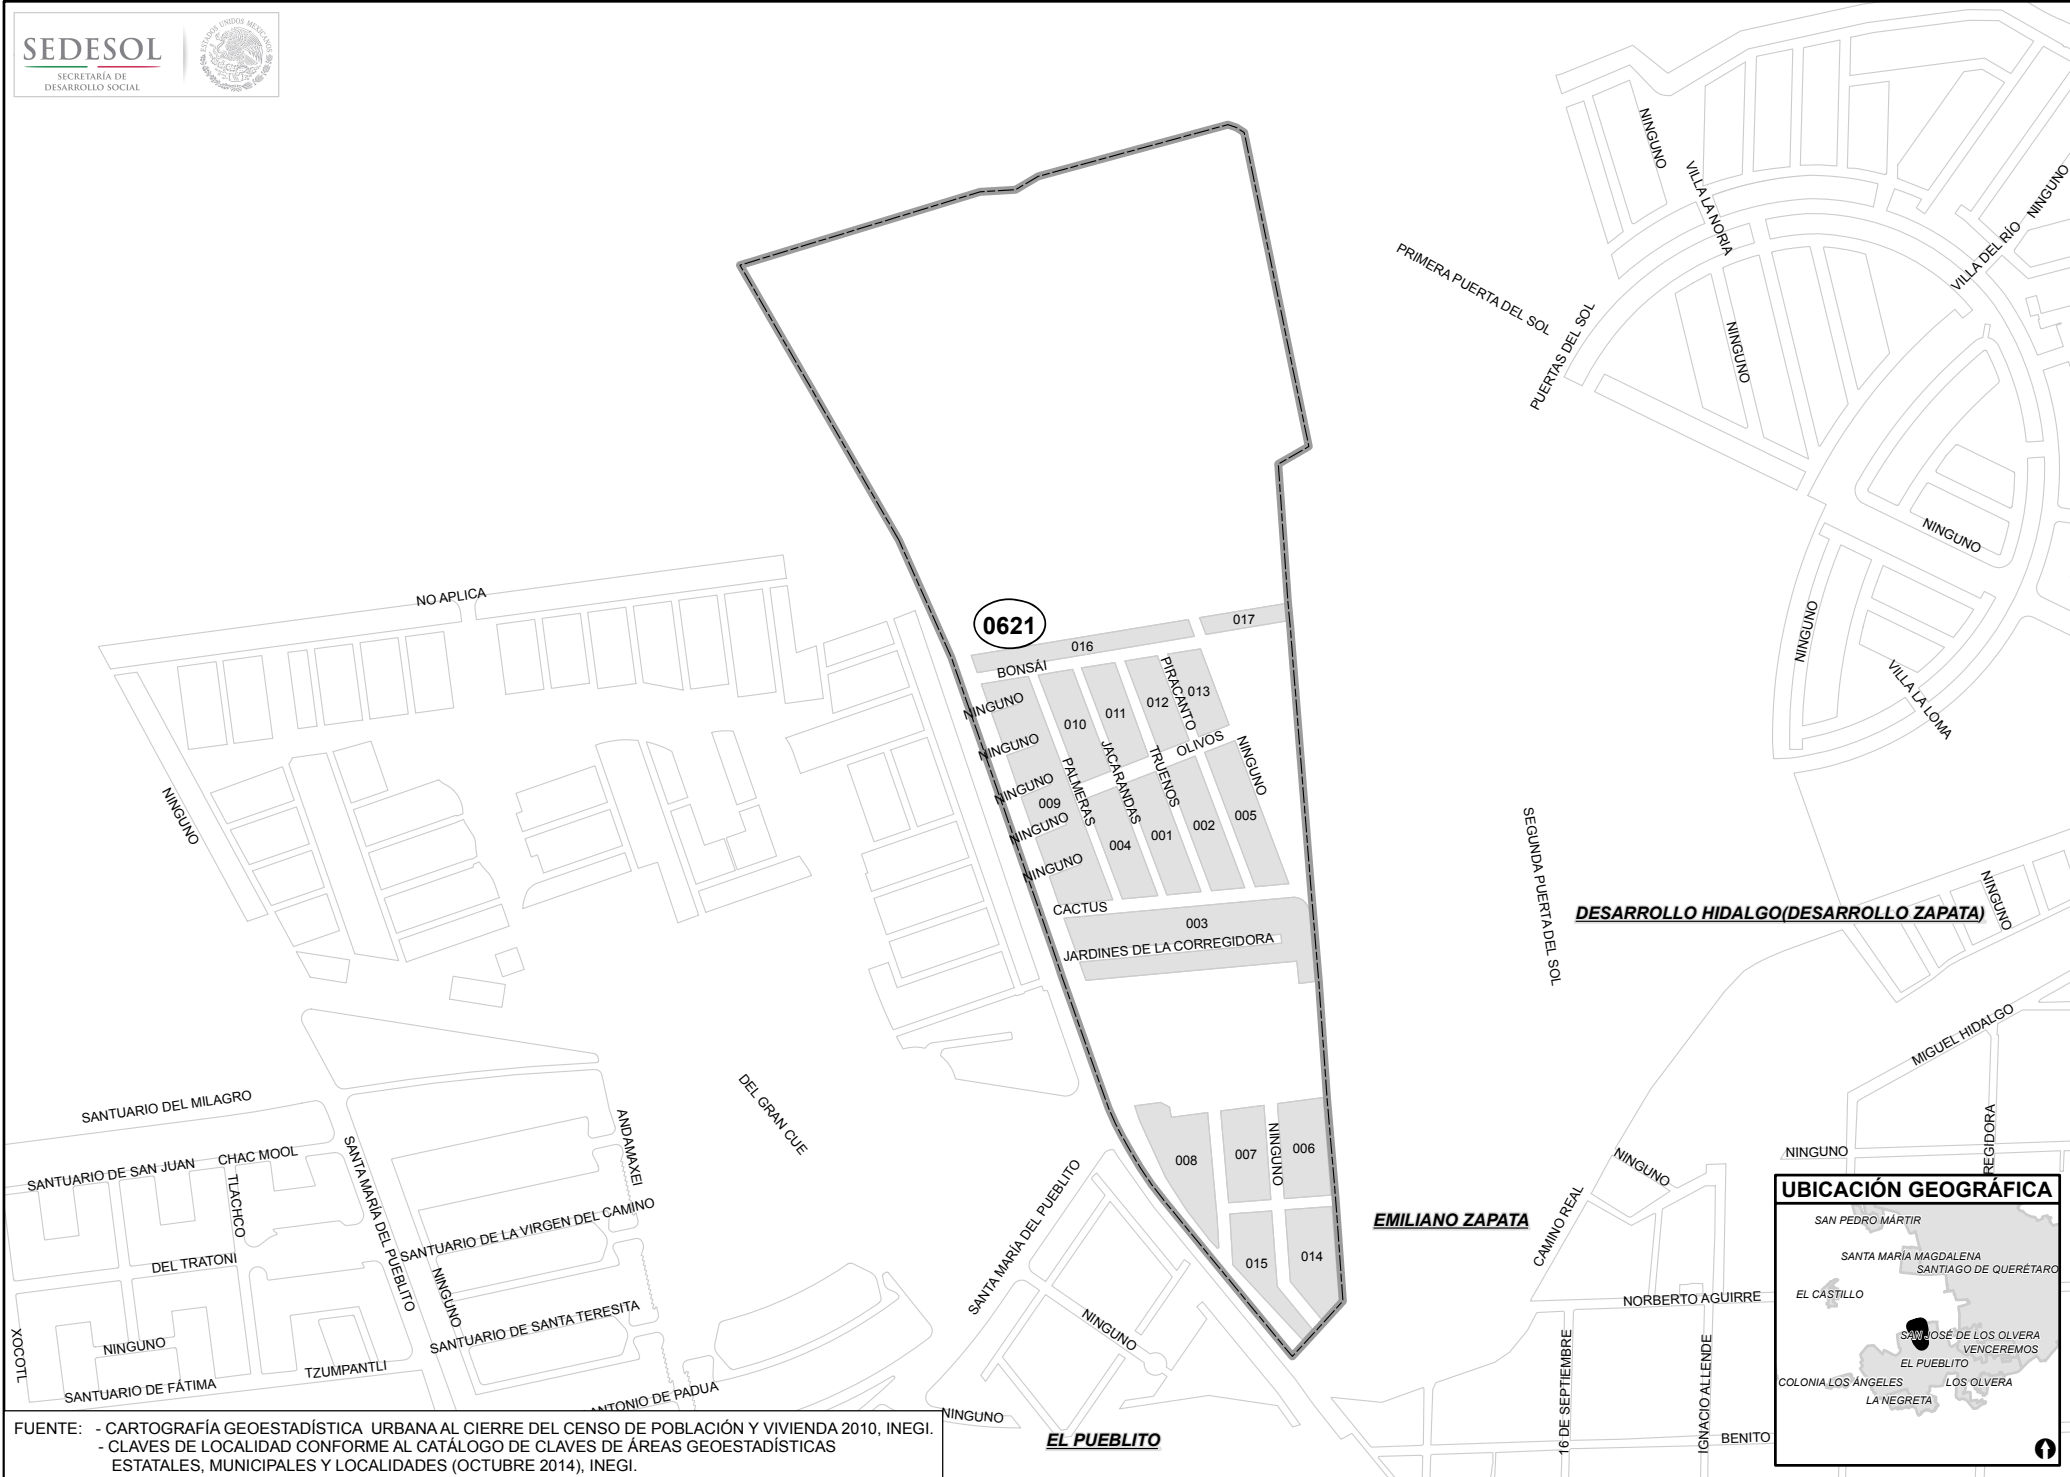 SEDESOL
SECRETARÍA DE
DESARROLLO SOCIAL
ESTADOS UNIDOS MEXICANOS
NINGUNO
VILLA LA NORIA
NINGUNO
VILLA DEL RÍO
PRIMERA PUERTA DEL SOL
PUERTAS DEL SOL
NINGUNO
NINGUNO
NINGUNO
VILLA LA LOMA
NO APLICA
NINGUNO
0621
017
016
BONSÁI
PIRACANTO
013
012
011
010
NINGUNO
NINGUNO
NINGUNO
NINGUNO
NINGUNO
OLIVOS
NINGUNO
JACARANDAS
TRUENOS
PALMERAS
009
004
001
002
005
CACTUS
003
JARDINES DE LA CORREGIDORA
SEGUNDA PUERTA DEL SOL
DESARROLLO HIDALGO(DESARROLLO ZAPATA)
NINGUNO
MIGUEL HIDALGO
REGIDORA
NINGUNO
NINGUNO
CAMINO REAL
DEL GRAN CUE
SANTUARIO DEL MILAGRO
ANDAMAXEI
SANTUARIO DE SAN JUAN
CHAC MOOL
TLACHCO
SANTA MARÍA DEL PUEBLITO
SANTUARIO DE LA VIRGEN DEL CAMINO
DEL TRATONI
NINGUNO
SANTUARIO DE SANTA TERESITA
XOCOTL
NINGUNO
TZUMPANTLI
SANTUARIO DE FÁTIMA
ANTONIO DE PADUA
SANTA MARÍA DEL PUEBLITO
NINGUNO
NINGUNO
008
007
NINGUNO
006
015
014
EMILIANO ZAPATA
EL PUEBLITO
NORBERTO AGUIRRE
16 DE SEPTIEMBRE
IGNACIO ALLENDE
BENITO
UBICACIÓN GEOGRÁFICA
SAN PEDRO MÁRTIR
SANTA MARÍA MAGDALENA
SANTIAGO DE QUERÉTARO
EL CASTILLO
SAN JOSÉ DE LOS OLVERA
VENCEREMOS
EL PUEBLITO
COLONIA LOS ÁNGELES
LOS OLVERA
LA NEGRETA
FUENTE: - CARTOGRAFÍA GEOESTADÍSTICA URBANA AL CIERRE DEL CENSO DE POBLACIÓN Y VIVIENDA 2010, INEGI.
- CLAVES DE LOCALIDAD CONFORME AL CATÁLOGO DE CLAVES DE ÁREAS GEOESTADÍSTICAS
ESTATALES, MUNICIPALES Y LOCALIDADES (OCTUBRE 2014), INEGI.